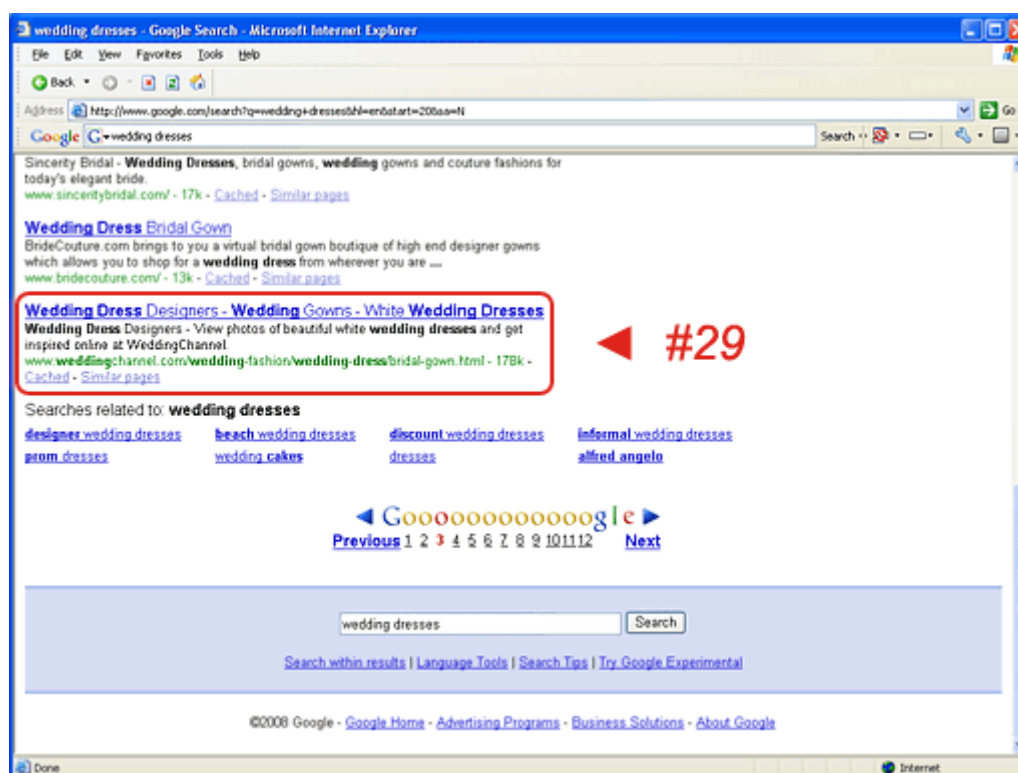 wedding dresses - Google Search - Microsoft Internet Explorer
File Edit View Favorites Tools Help
Back
Address http://www.google.com/search?q=wedding+dresses&hl=en&start=20&sa=N Go
Google G wedding dresses Search
Sincerity Bridal - Wedding Dresses, bridal gowns, wedding gowns and couture fashions for
today's elegant bride.
www.sinceritybridal.com/ - 17k - Cached - Similar pages
Wedding Dress Bridal Gown
BrideCouture.com brings to you a virtual bridal gown boutique of high end designer gowns
which allows you to shop for a wedding dress from wherever you are ...
www.bridecouture.com/ - 13k - Cached - Similar pages
Wedding Dress Designers - Wedding Gowns - White Wedding Dresses
Wedding Dress Designers - View photos of beautiful white wedding dresses and get
inspired online at WeddingChannel.
www.weddingchannel.com/wedding-fashion/wedding-dress/bridal-gown.html - 178k -
Cached - Similar pages
#29
Searches related to: wedding dresses
designer wedding dresses beach wedding dresses discount wedding dresses informal wedding dresses
prom dresses wedding cakes dresses alfred angelo
Goooooooooooogle
Previous 1 2 3 4 5 6 7 8 9 10 11 12 Next
wedding dresses Search
Search within results | Language Tools | Search Tips | Try Google Experimental
©2008 Google - Google Home - Advertising Programs - Business Solutions - About Google
Done Internet